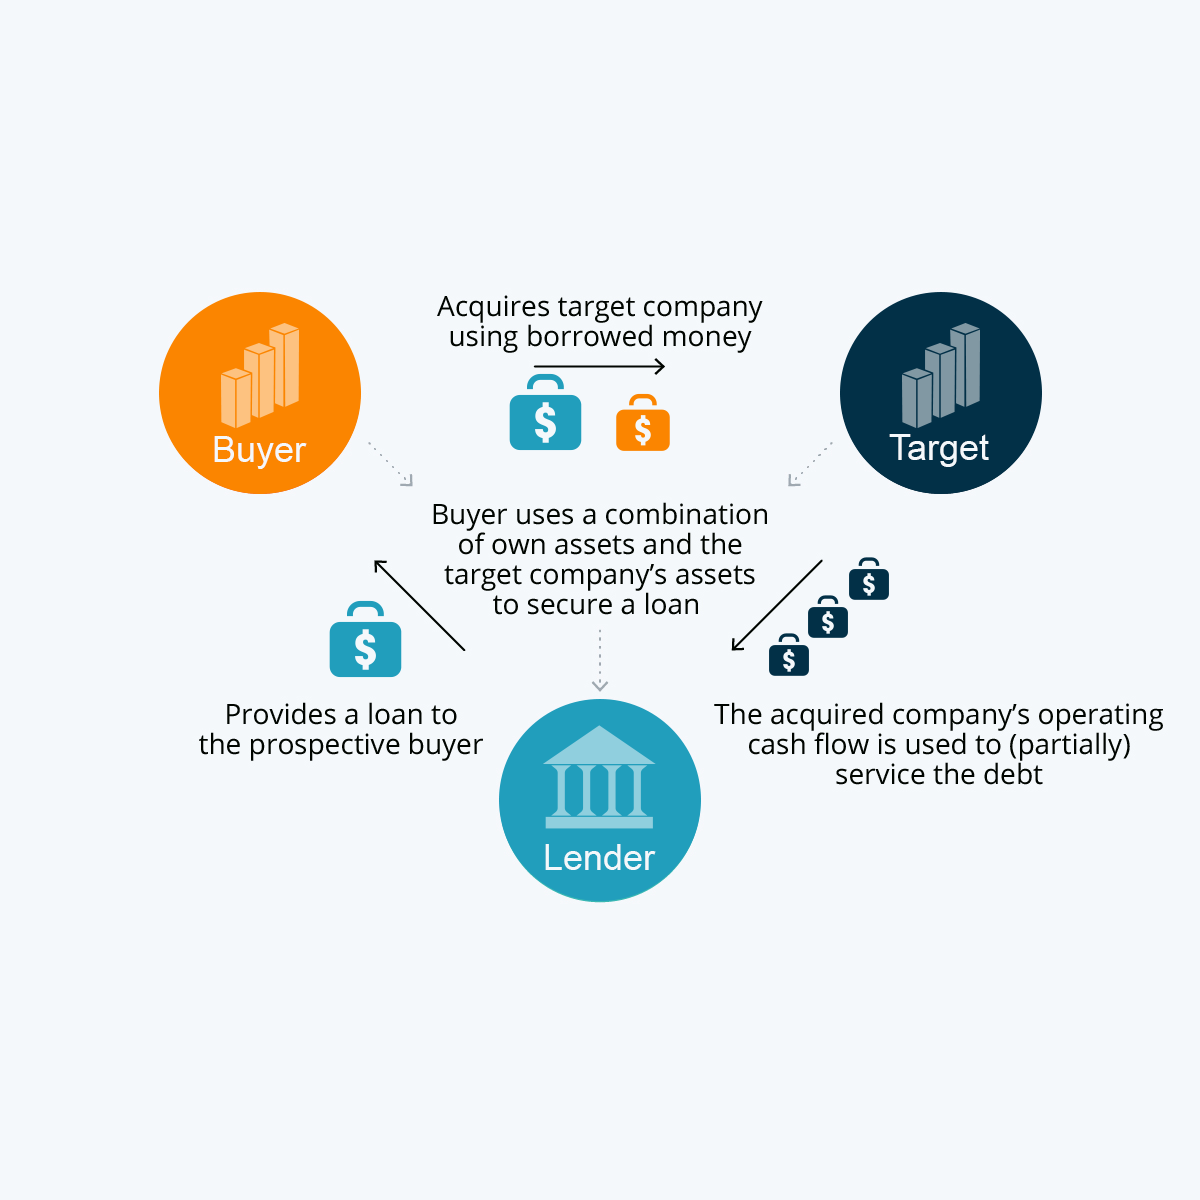 Acquires target company
using borrowed money
$
$
Buyer
Target
Buyer uses a combination
of own assets and the
target company’s assets
to secure a loan
$
$
$
$
Provides a loan to
the prospective buyer
The acquired company’s operating
cash flow is used to (partially)
service the debt
Lender